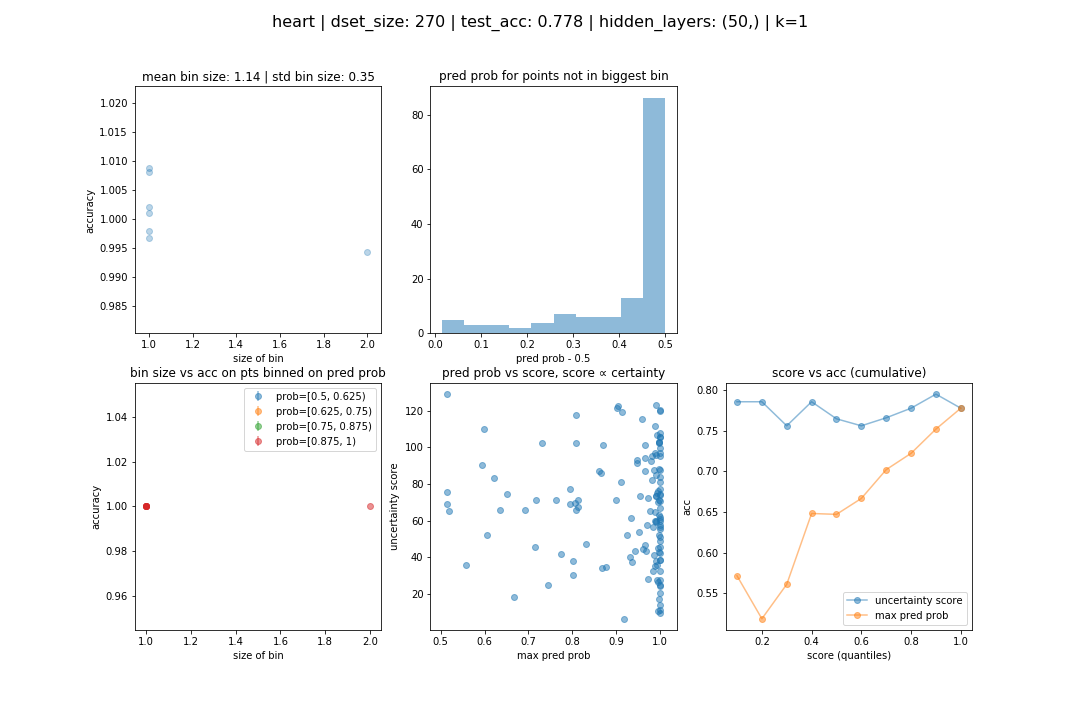 heart | dset_size: 270 | test_acc: 0.778 | hidden_layers: (50,) | k=1
mean bin size: 1.14 | std bin size: 0.35
1.020
1.015
1.010
1.005
1.000
0.995
0.990
0.985
accuracy
1.0 1.2 1.4 1.6 1.8 2.0
size of bin
pred prob for points not in biggest bin
80
60
40
20
0
0.0 0.1 0.2 0.3 0.4 0.5
pred prob - 0.5
bin size vs acc on pts binned on pred prob
prob=[0.5, 0.625)
prob=[0.625, 0.75)
prob=[0.75, 0.875)
prob=[0.875, 1)
1.04
1.02
1.00
0.98
0.96
accuracy
1.0 1.2 1.4 1.6 1.8 2.0
size of bin
pred prob vs score, score ∝ certainty
120
100
80
60
40
20
uncertainty score
0.5 0.6 0.7 0.8 0.9 1.0
max pred prob
score vs acc (cumulative)
0.80
0.75
0.70
0.65
0.60
0.55
acc
uncertainty score
max pred prob
0.2 0.4 0.6 0.8 1.0
score (quantiles)